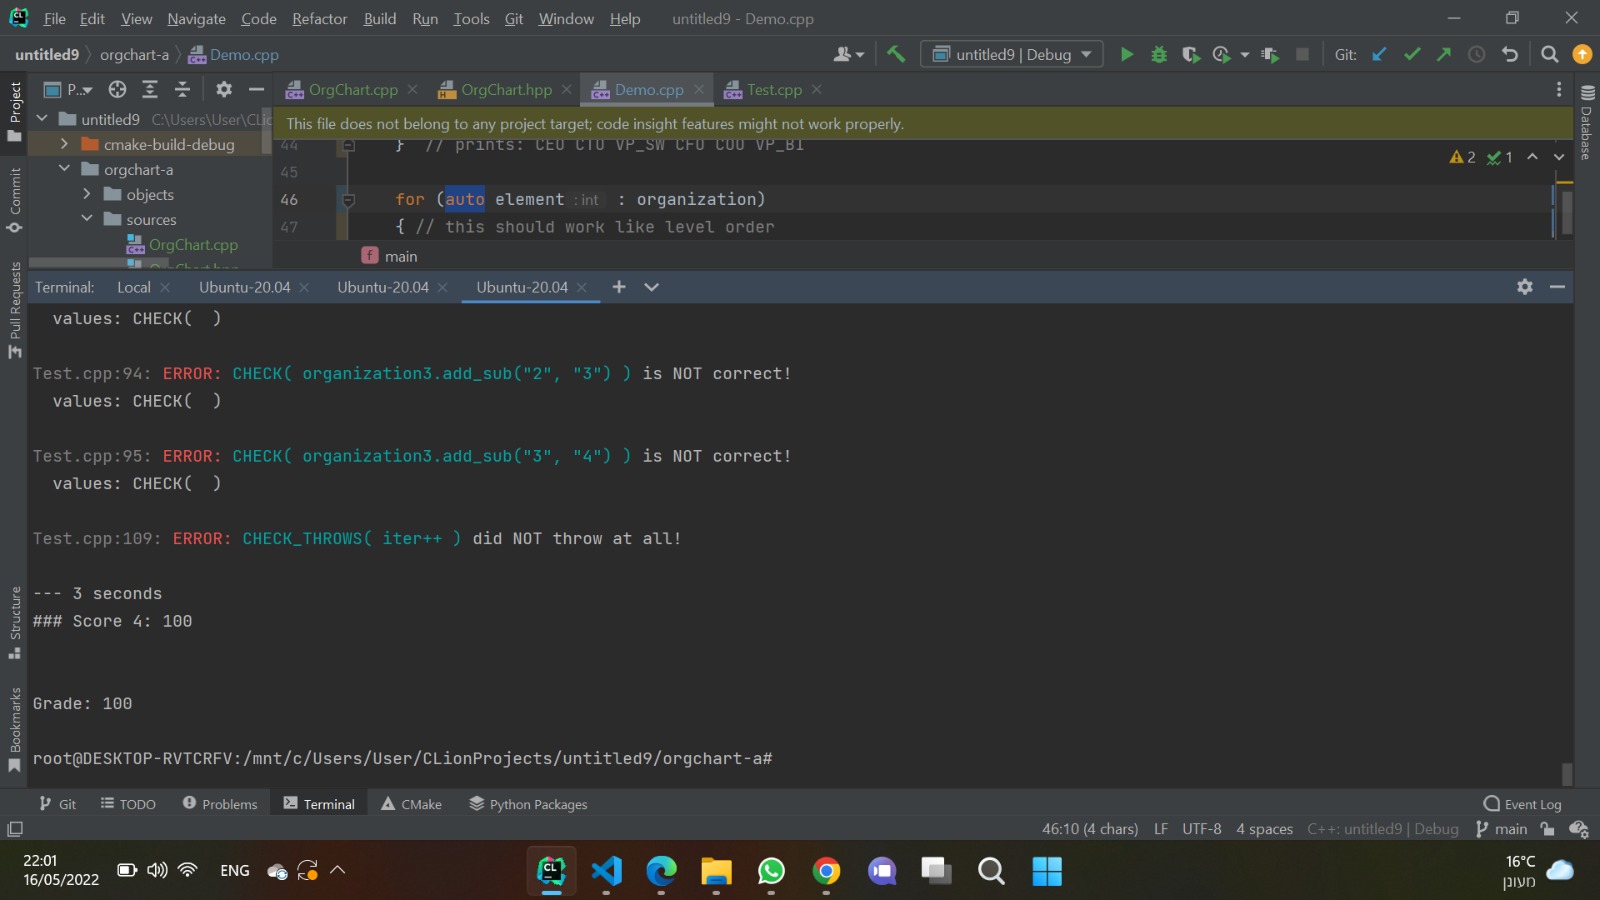 File Edit View Navigate Code Refactor Build Run Tools Git Window Help untitled9 - Demo.cpp
untitled9 orgchart-a Demo.cpp untitled9 | Debug Git:
P... OrgChart.cpp OrgChart.hpp Demo.cpp Test.cpp
Project
Commit
Pull Requests
Structure
Bookmarks
Database
untitled9 C:\Users\User\CLic
cmake-build-debug
orgchart-a
objects
sources
OrgChart.cpp
OrgChart.hpp
This file does not belong to any project target; code insight features might not work properly.
44 } // prints: CEO CTO VP_SW CFO COO VP_BI
2 1
45
46 for (auto element : int : organization)
47 { // this should work like level order
main
Terminal: Local Ubuntu-20.04 Ubuntu-20.04 Ubuntu-20.04
values: CHECK( )
Test.cpp:94: ERROR: CHECK( organization3.add_sub("2", "3") ) is NOT correct!
values: CHECK( )
Test.cpp:95: ERROR: CHECK( organization3.add_sub("3", "4") ) is NOT correct!
values: CHECK( )
Test.cpp:109: ERROR: CHECK_THROWS( iter++ ) did NOT throw at all!
--- 3 seconds
### Score 4: 100
Grade: 100
root@DESKTOP-RVTCRFV:/mnt/c/Users/User/CLionProjects/untitled9/orgchart-a#
Git TODO Problems Terminal CMake Python Packages Event Log
46:10 (4 chars) LF UTF-8 4 spaces C++: untitled9 | Debug main
22:01
16/05/2022
ENG
16°C
מעונן